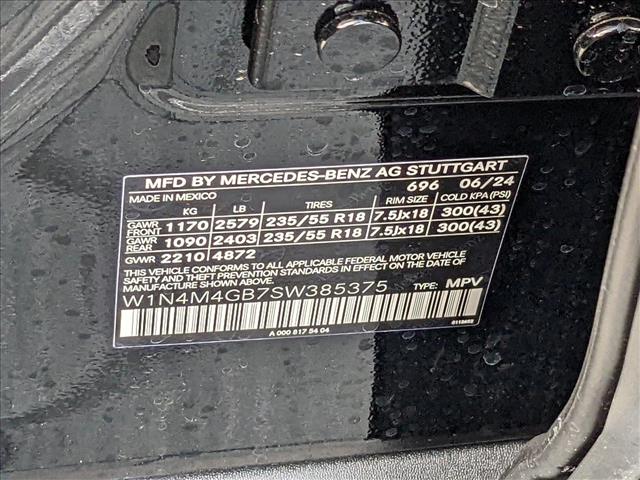 MFD BY MERCEDES-BENZ AG STUTTGART
MADE IN MEXICO 696 06/24
KG LB TIRES RIM SIZE COLD KPA (PSI)
GAWR FRONT 1170 2579 235/55 R18 7.5Jx18 300(43)
GAWR REAR 1090 2403 235/55 R18 7.5Jx18 300(43)
GVWR 2210 4872
THIS VEHICLE CONFORMS TO ALL APPLICABLE FEDERAL MOTOR VEHICLE
SAFETY AND THEFT PREVENTION STANDARDS IN EFFECT ON THE DATE OF MANUFACTURE SHOWN ABOVE.
W1N4M4GB7SW385375 TYPE: MPV
A 000 817 54 04